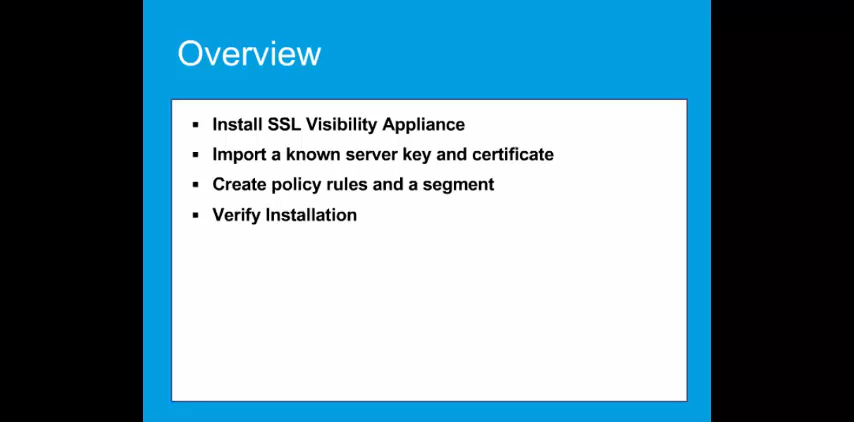 Overview
▪ Install SSL Visibility Appliance
▪ Import a known server key and certificate
▪ Create policy rules and a segment
▪ Verify Installation